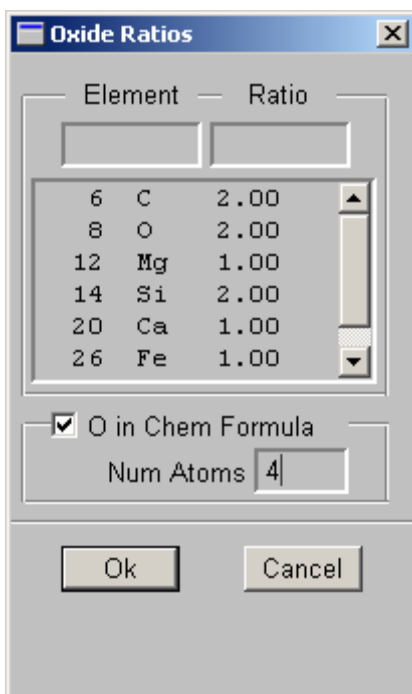 Oxide Ratios
Element Ratio
6 C 2.00
8 O 2.00
12 Mg 1.00
14 Si 2.00
20 Ca 1.00
26 Fe 1.00
O in Chem Formula
Num Atoms 4
Ok Cancel